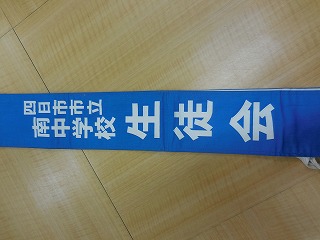 四日市市立
南中学校
生徒会